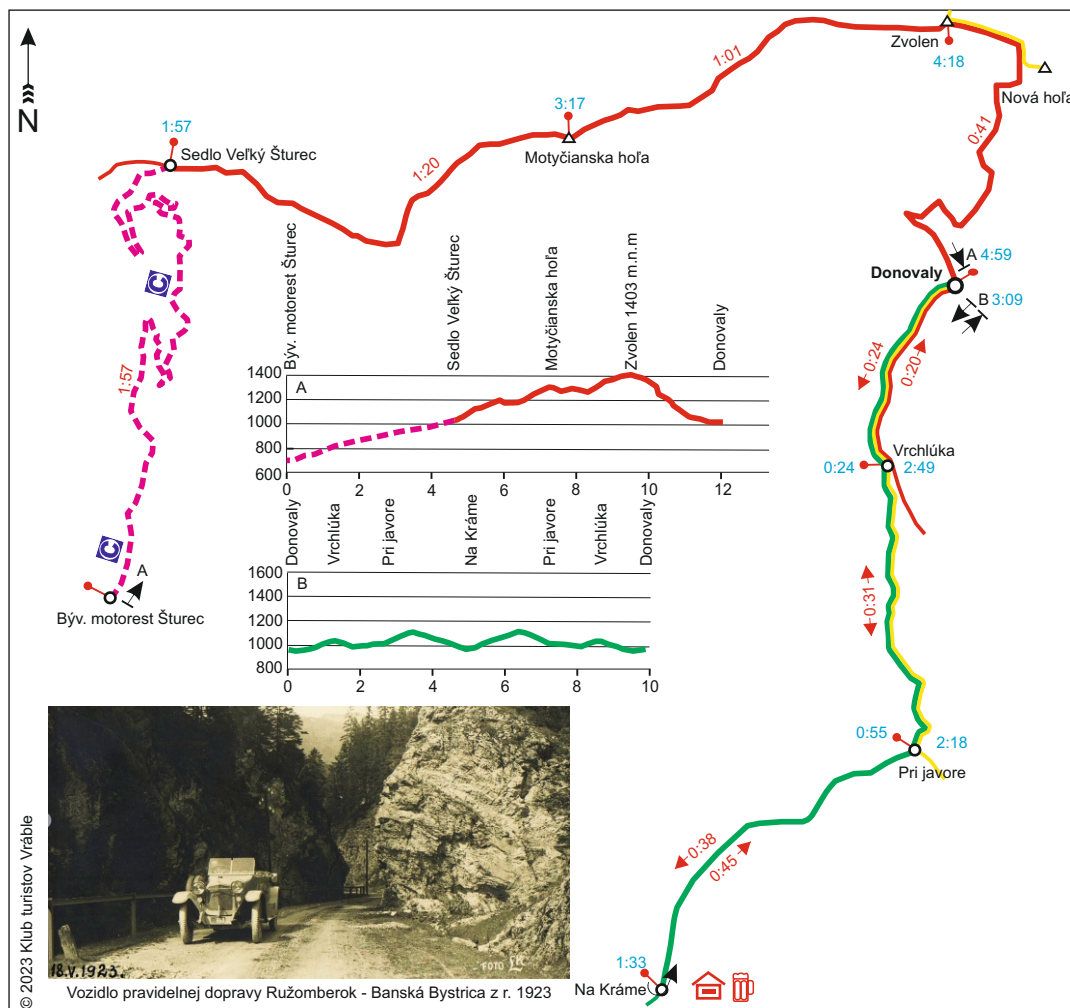 N
1:57
Sedlo Veľký Šturec
1:20
3:17
Motyčianska hoľa
1:01
Zvolen
4:18
Nová hoľa
0:41
A 4:59
Donovaly
B 3:09
0:24
0:20
Vrchlúka
0:24 2:49
0:31
0:55 2:18
Pri javore
0:38
0:45
1:33
Na Kráme
C
1:57
C
A
Býv. motorest Šturec
Býv. motorest Šturec
Sedlo Veľký Šturec
Motyčianska hoľa
Zvolen 1403 m.n.m
Donovaly
A
1400
1200
1000
800
600
0 2 4 6 8 10 12
Donovaly
Vrchlúka
Pri javore
Na Kráme
Pri javore
Vrchlúka
Donovaly
B
1600
1400
1200
1000
800
0 2 4 6 8 10
18.V.1923.
FOTO
Vozidlo pravidelnej dopravy Ružomberok - Banská Bystrica z r. 1923
© 2023 Klub turistov Vráble